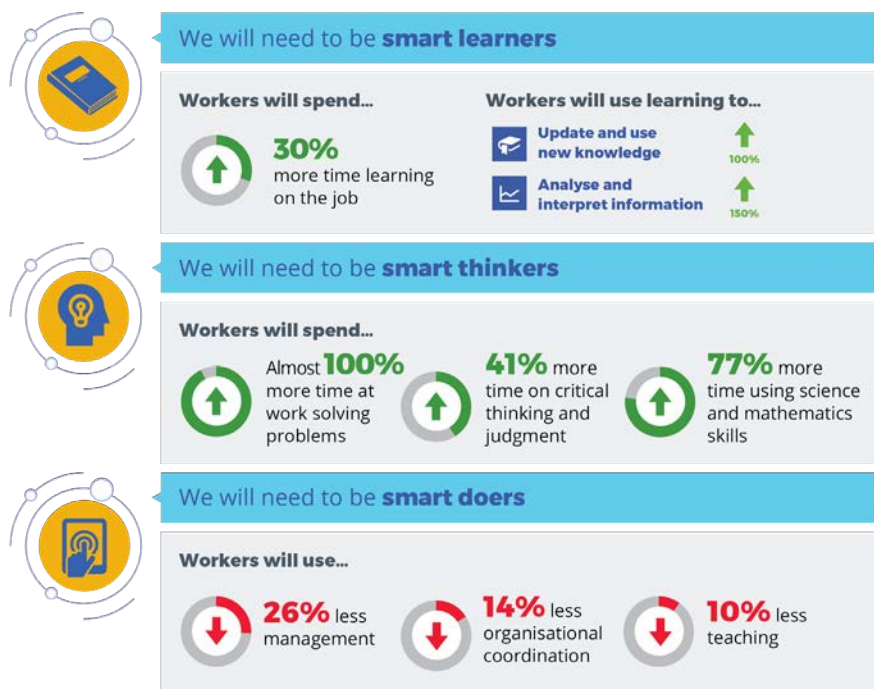 We will need to be smart learners
Workers will spend...
30%
more time learning
on the job
Workers will use learning to...
Update and use
new knowledge
100%
Analyse and
interpret information
150%
We will need to be smart thinkers
Workers will spend...
Almost 100%
more time at
work solving
problems
41% more
time on critical
thinking and
judgment
77% more
time using science
and mathematics
skills
We will need to be smart doers
Workers will use...
26% less
management
14% less
organisational
coordination
10% less
teaching